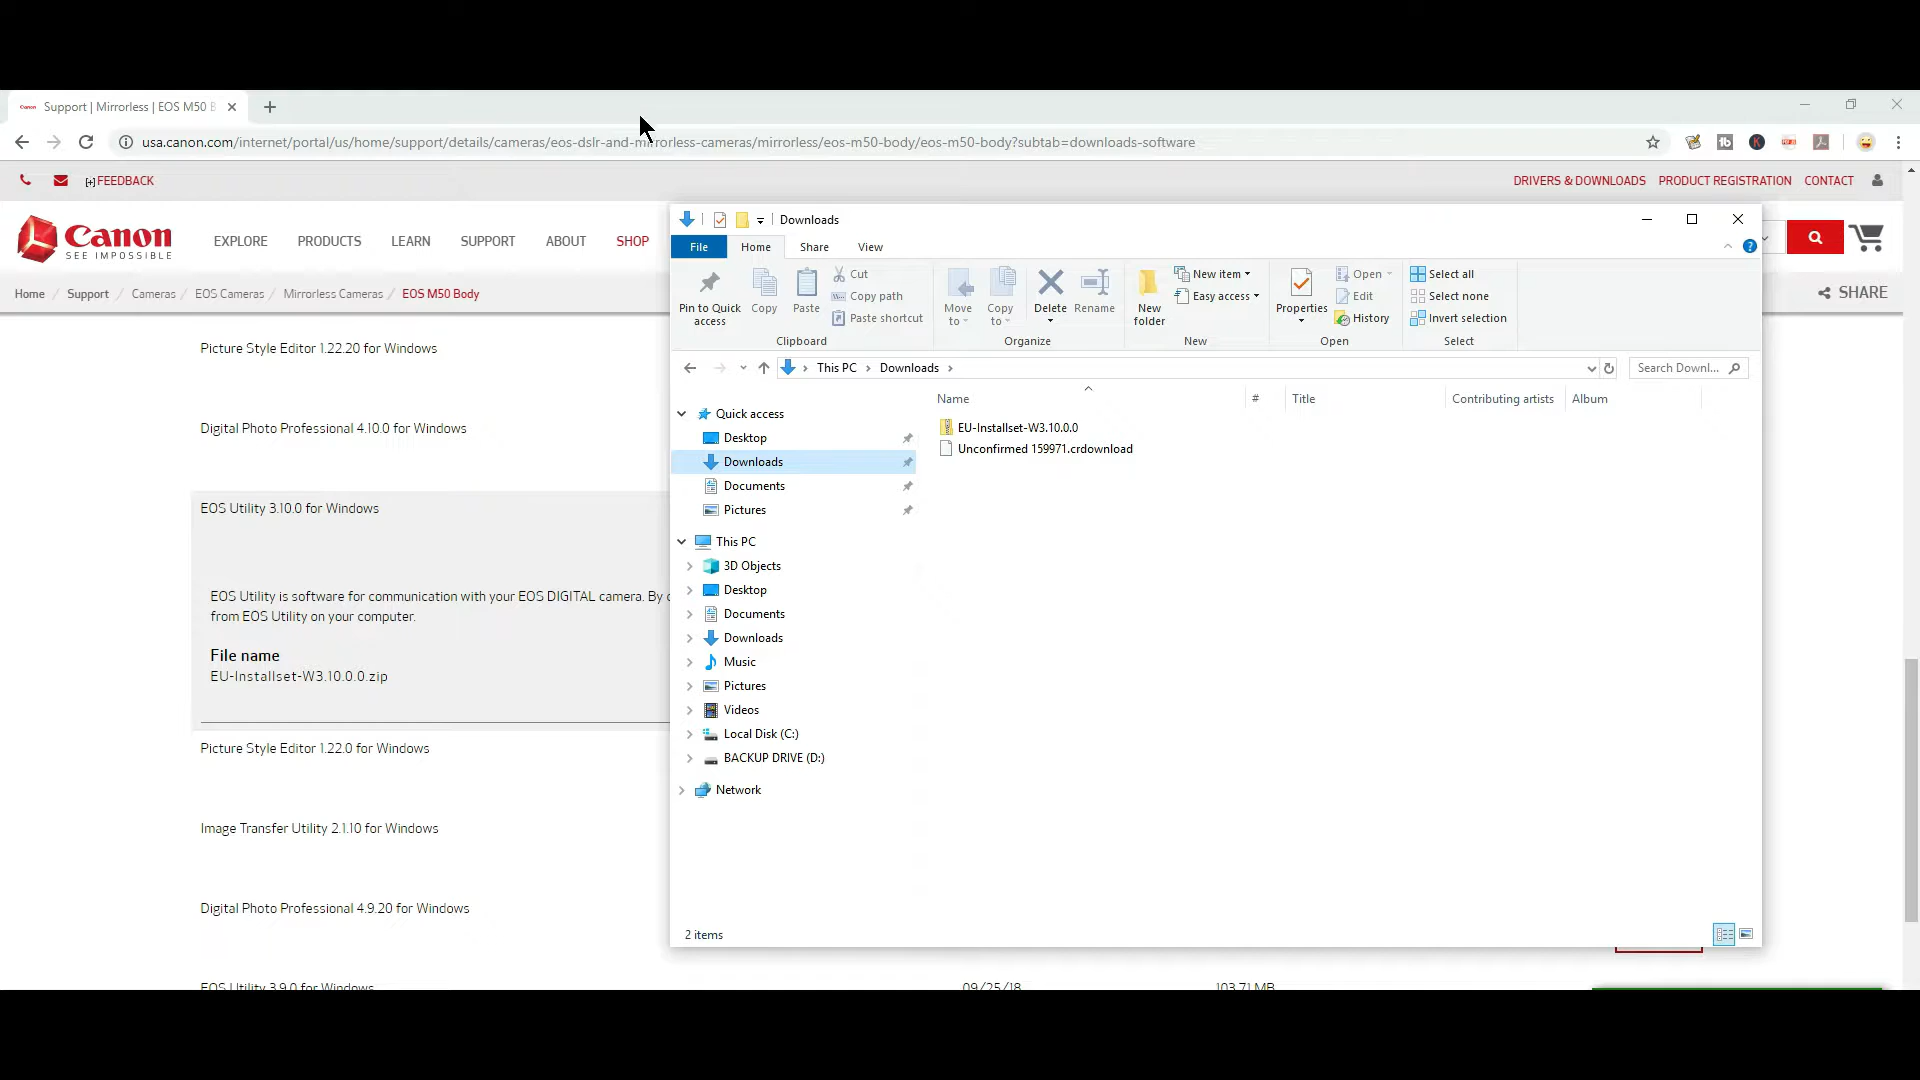 Canon Support | Mirrorless | EOS M50 B
usa.canon.com/internet/portal/us/home/support/details/cameras/eos-dslr-and-mirrorless-cameras/mirrorless/eos-m50-body/eos-m50-body?subtab=downloads-software
[+]FEEDBACK
DRIVERS & DOWNLOADS PRODUCT REGISTRATION CONTACT
Canon
SEE IMPOSSIBLE
EXPLORE PRODUCTS LEARN SUPPORT ABOUT SHOP
Home / Support / Cameras / EOS Cameras / Mirrorless Cameras / EOS M50 Body
SHARE
Picture Style Editor 1.22.20 for Windows
Digital Photo Professional 4.10.0 for Windows
EOS Utility 3.10.0 for Windows
EOS Utility is software for communication with your EOS DIGITAL camera. By
from EOS Utility on your computer.
File name
EU-Installset-W3.10.0.0.zip
Picture Style Editor 1.22.0 for Windows
Image Transfer Utility 2.1.10 for Windows
Digital Photo Professional 4.9.20 for Windows
EOS Utility 3.9.0 for Windows 09/25/18 103.71 MB
Downloads
File Home Share View
Pin to Quick access
Copy
Paste
Cut
Copy path
Paste shortcut
Clipboard
Move to
Copy to
Delete
Rename
Organize
New folder
New item
Easy access
New
Properties
Open
Edit
History
Open
Select all
Select none
Invert selection
Select
This PC > Downloads >
Search Downl...
Name # Title Contributing artists Album
EU-Installset-W3.10.0.0
Unconfirmed 159971.crdownload
Quick access
Desktop
Downloads
Documents
Pictures
This PC
3D Objects
Desktop
Documents
Downloads
Music
Pictures
Videos
Local Disk (C:)
BACKUP DRIVE (D:)
Network
2 items